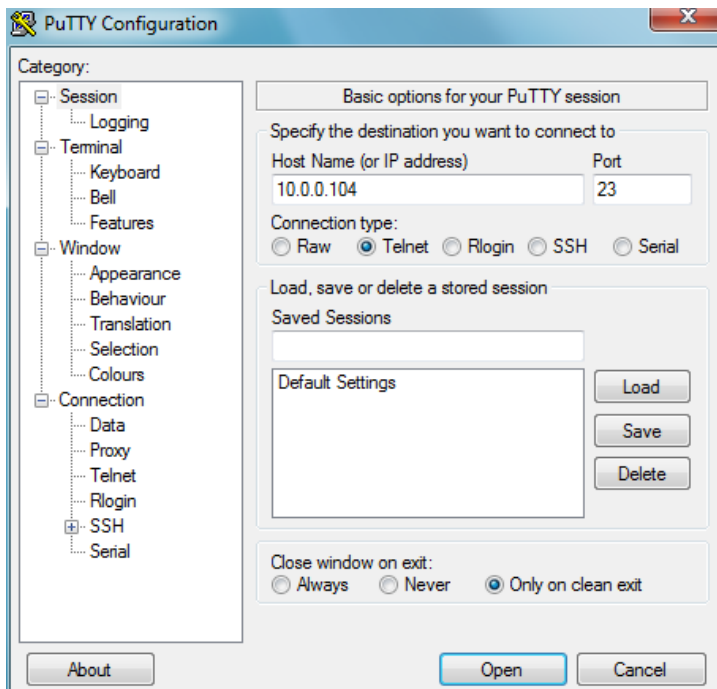 PuTTY Configuration
Category:
Session
Logging
Terminal
Keyboard
Bell
Features
Window
Appearance
Behaviour
Translation
Selection
Colours
Connection
Data
Proxy
Telnet
Rlogin
SSH
Serial
Basic options for your PuTTY session
Specify the destination you want to connect to
Host Name (or IP address) Port
10.0.0.104 23
Connection type:
Raw Telnet Rlogin SSH Serial
Load, save or delete a stored session
Saved Sessions
Default Settings
Load
Save
Delete
Close window on exit:
Always Never Only on clean exit
About Open Cancel